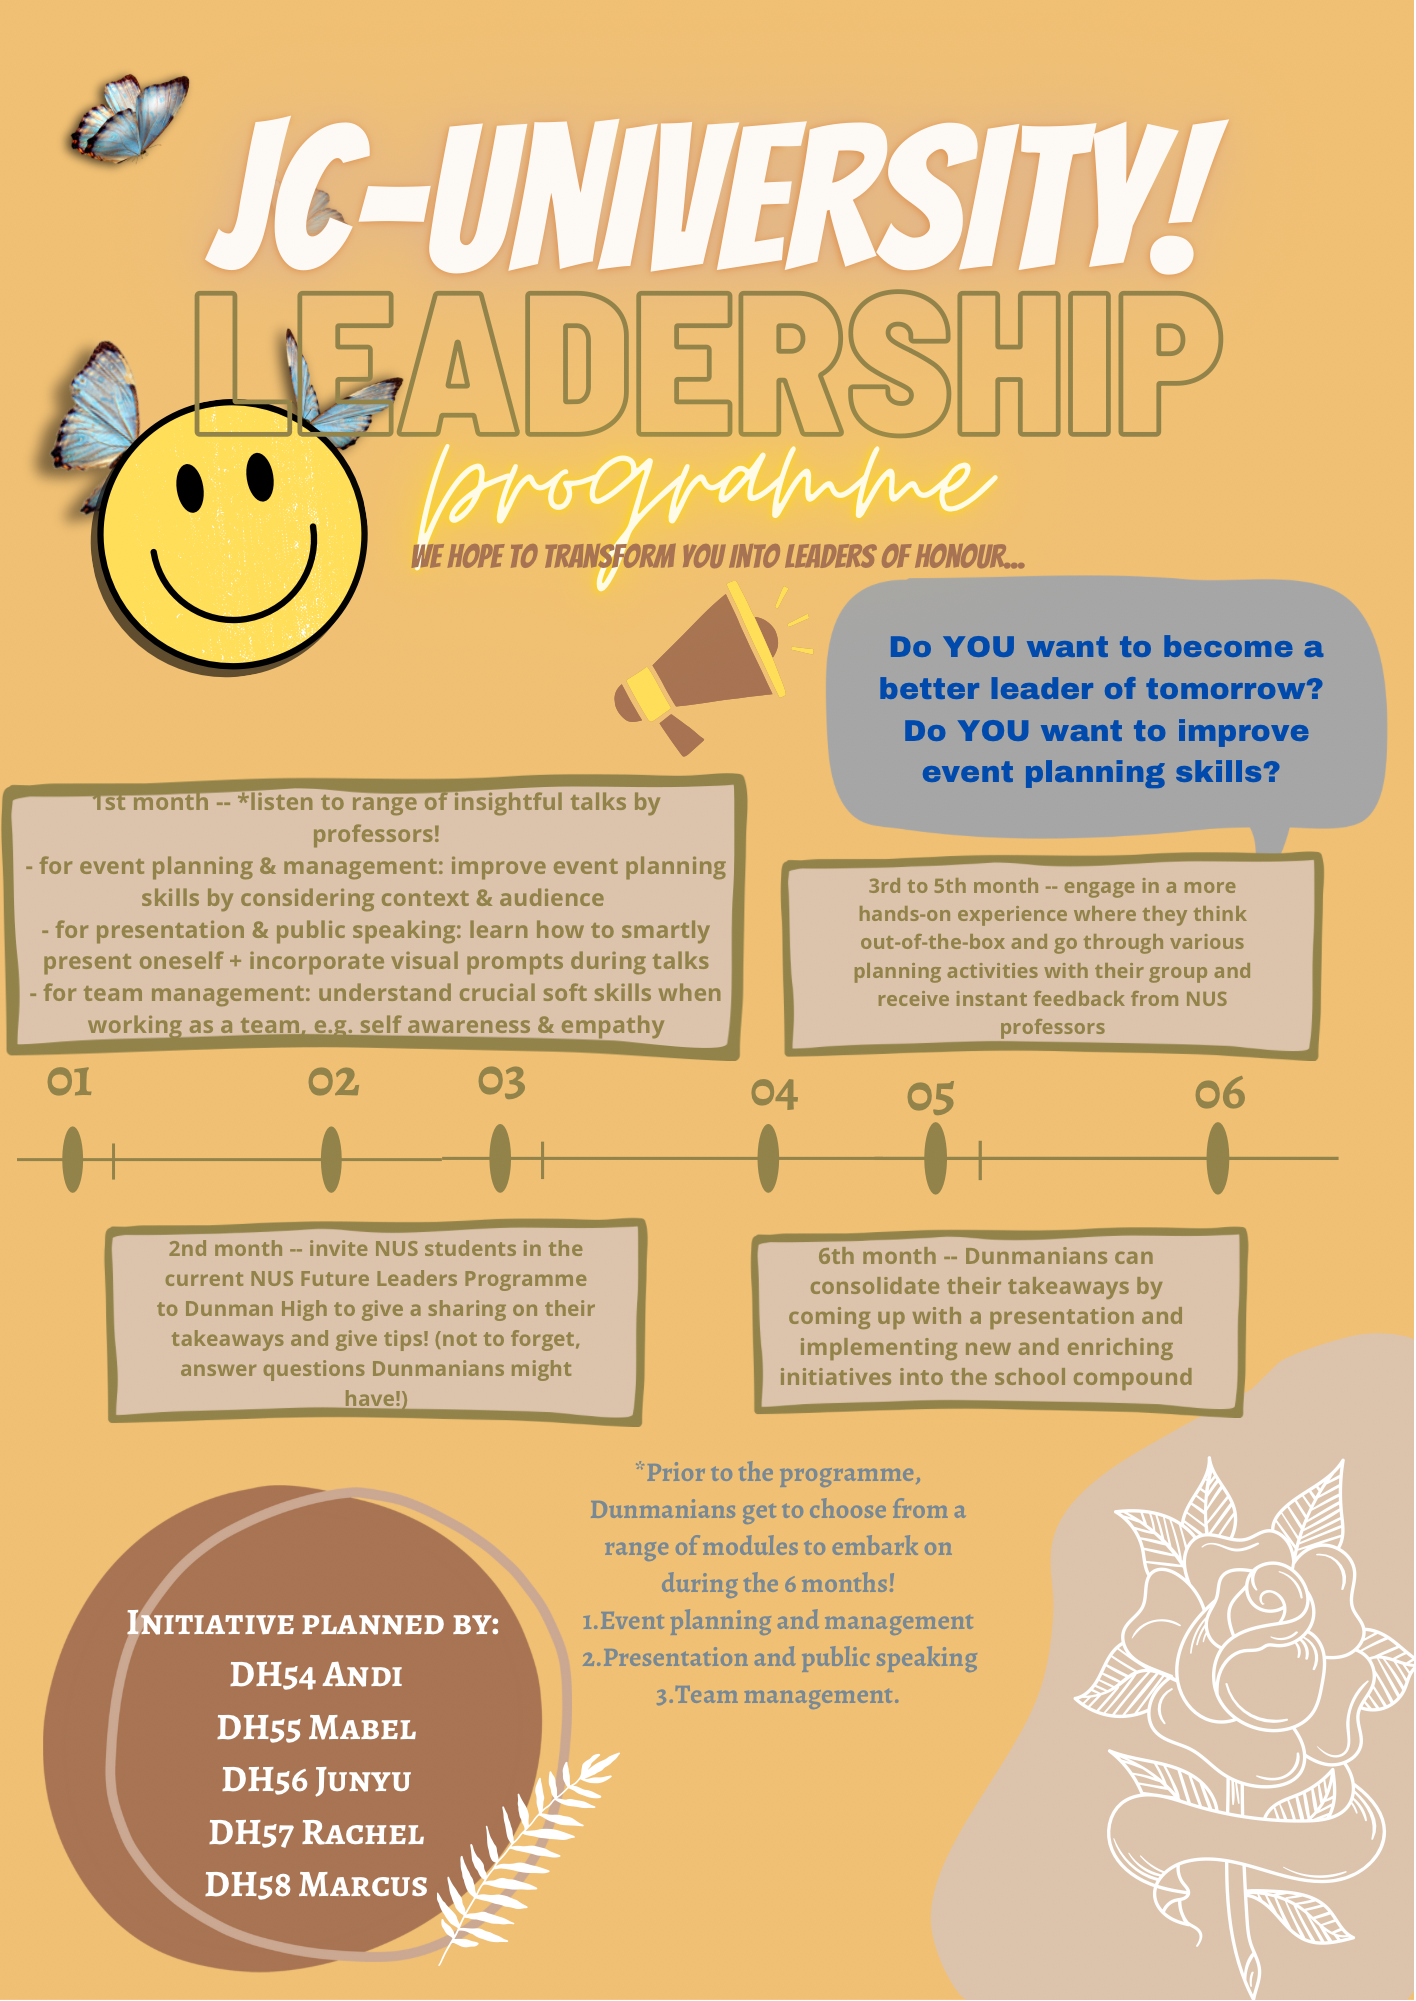 JC-UNIVERSITY!
LEADERSHIP
programme
WE HOPE TO TRANSFORM YOU INTO LEADERS OF HONOUR...
Do YOU want to become a
better leader of tomorrow?
Do YOU want to improve
event planning skills?
1st month -- *listen to range of insightful talks by
professors!
- for event planning & management: improve event planning
skills by considering context & audience
- for presentation & public speaking: learn how to smartly
present oneself + incorporate visual prompts during talks
- for team management: understand crucial soft skills when
working as a team, e.g. self awareness & empathy
3rd to 5th month -- engage in a more
hands-on experience where they think
out-of-the-box and go through various
planning activities with their group and
receive instant feedback from NUS
professors
01
02
03
04
05
06
2nd month -- invite NUS students in the
current NUS Future Leaders Programme
to Dunman High to give a sharing on their
takeaways and give tips! (not to forget,
answer questions Dunmanians might
have!)
6th month -- Dunmanians can
consolidate their takeaways by
coming up with a presentation and
implementing new and enriching
initiatives into the school compound
*Prior to the programme,
Dunmanians get to choose from a
range of modules to embark on
during the 6 months!
1.Event planning and management
2.Presentation and public speaking
3.Team management.
Initiative planned by:
DH54 Andi
DH55 Mabel
DH56 Junyu
DH57 Rachel
DH58 Marcus